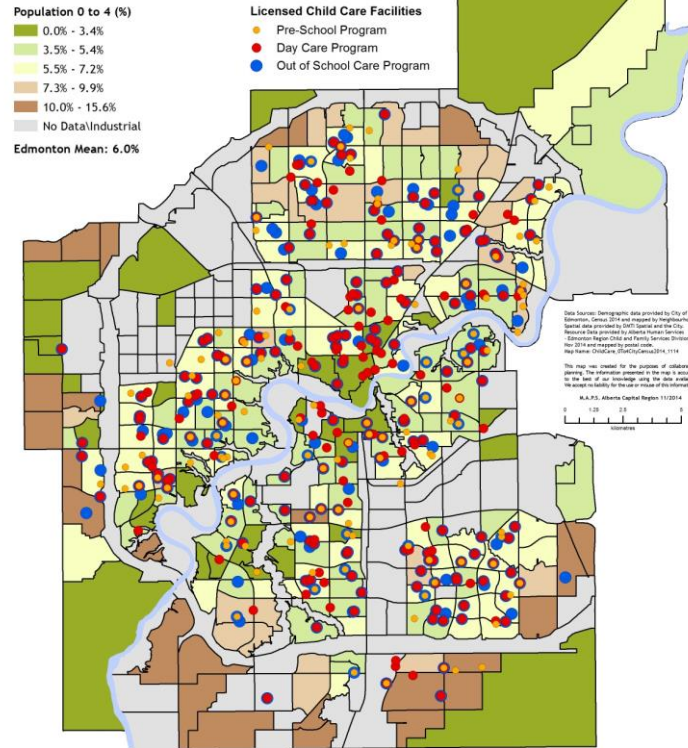 Population 0 to 4 (%)
0.0% - 3.4%
3.5% - 5.4%
5.5% - 7.2%
7.3% - 9.9%
10.0% - 15.6%
No Data\Industrial
Edmonton Mean: 6.0%
Licensed Child Care Facilities
Pre-School Program
Day Care Program
Out of School Care Program
Data Sources: Demographic data provided by City of
Edmonton, Census 2014 and mapped by Neighbourho
Spatial data provided by DMTI Spatial and the City,
Resource Data provided by Alberta Human Services
- Edmonton Region Child and Family Services Division
Nov 2014 and mapped by postal code.
Map Name: ChildCare_0To4CityCensus2014_1114
This map was created for the purposes of collabora
planning. The information presented in the map is accu
to the best of our knowledge using the data availa
We accept no liability for the use or misuse of this informat
M.A.P.S. Alberta Capital Region 11/2014
0 1.25 2.5 5
kilometres